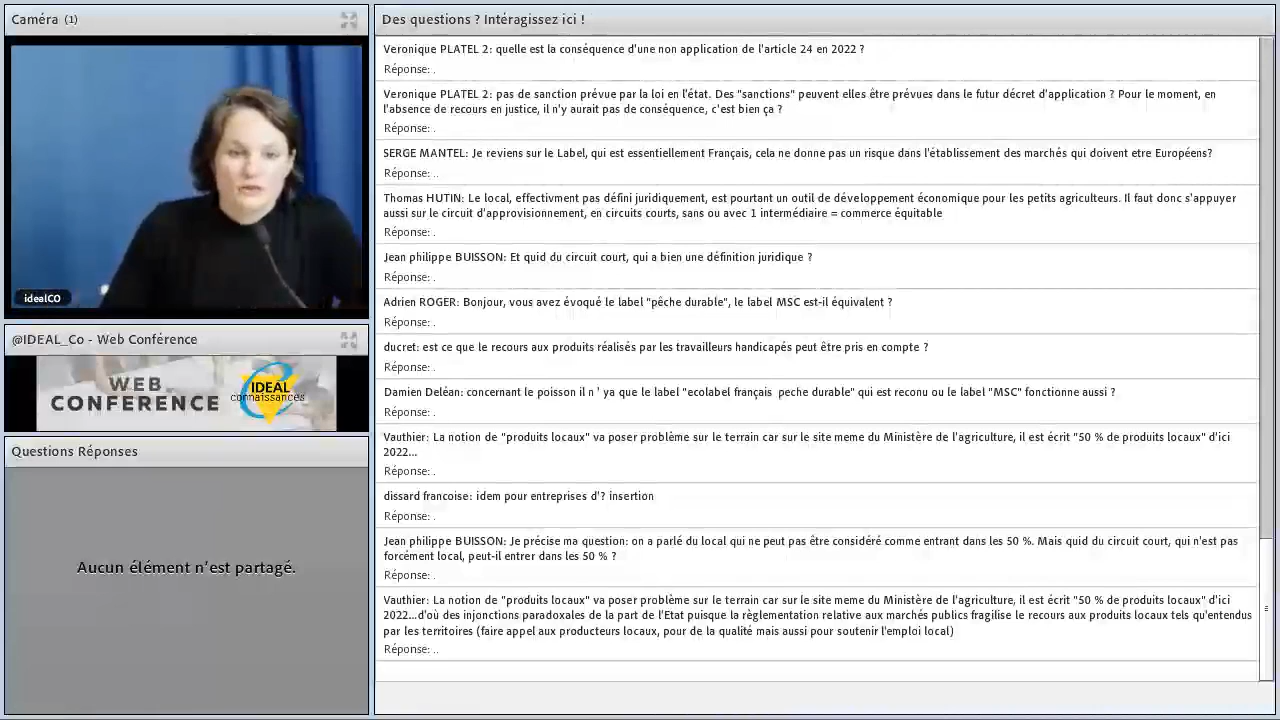 Caméra (1)
idealCO
@IDEAL_Co - Web Conférence
WEB
CONFERENCE
IDEAL
connaissances
Questions Réponses
Aucun élément n'est partagé.
Des questions ? Intéragissez ici !
Veronique PLATEL 2: quelle est la conséquence d'une non application de l'article 24 en 2022 ?
Réponse: .
Veronique PLATEL 2: pas de sanction prévue par la loi en l'état. Des "sanctions" peuvent elles être prévues dans le futur décret d'application ? Pour le moment, en
l'absence de recours en justice, il n'y aurait pas de conséquence, c'est bien ça ?
Réponse: .
SERGE MANTEL: Je reviens sur le Label, qui est essentiellement Français, cela ne donne pas un risque dans l'établissement des marchés qui doivent etre Européens?
Réponse: ..
Thomas HUTIN: Le local, effectivment pas défini juridiquement, est pourtant un outil de développement économique pour les petits agriculteurs. Il faut donc s'appuyer
aussi sur le circuit d'approvisionnement, en circuits courts, sans ou avec 1 intermédiaire = commerce équitable
Réponse: .
Jean philippe BUISSON: Et quid du circuit court, qui a bien une définition juridique ?
Réponse: .
Adrien ROGER: Bonjour, vous avez évoqué le label "pêche durable", le label MSC est-il équivalent ?
Réponse: .
ducret: est ce que le recours aux produits réalisés par les travailleurs handicapés peut être pris en compte ?
Réponse: .
Damien Deléan: concernant le poisson il n ' ya que le label "ecolabel français peche durable" qui est reconu ou le label "MSC" fonctionne aussi ?
Réponse: .
Vauthier: La notion de "produits locaux" va poser problème sur le terrain car sur le site meme du Ministère de l'agriculture, il est écrit "50 % de produits locaux" d'ici
2022...
Réponse: .
dissard francoise: idem pour entreprises d'? insertion
Réponse: .
Jean philippe BUISSON: Je précise ma question: on a parlé du local qui ne peut pas être considéré comme entrant dans les 50 %. Mais quid du circuit court, qui n'est pas
forcément local, peut-il entrer dans les 50 % ?
Réponse: .
Vauthier: La notion de "produits locaux" va poser problème sur le terrain car sur le site meme du Ministère de l'agriculture, il est écrit "50 % de produits locaux" d'ici
2022...d'où des injonctions paradoxales de la part de l'Etat puisque la règlementation relative aux marchés publics fragilise le recours aux produits locaux tels qu'entendus
par les territoires (faire appel aux producteurs locaux, pour de la qualité mais aussi pour soutenir l'emploi local)
Réponse: ..